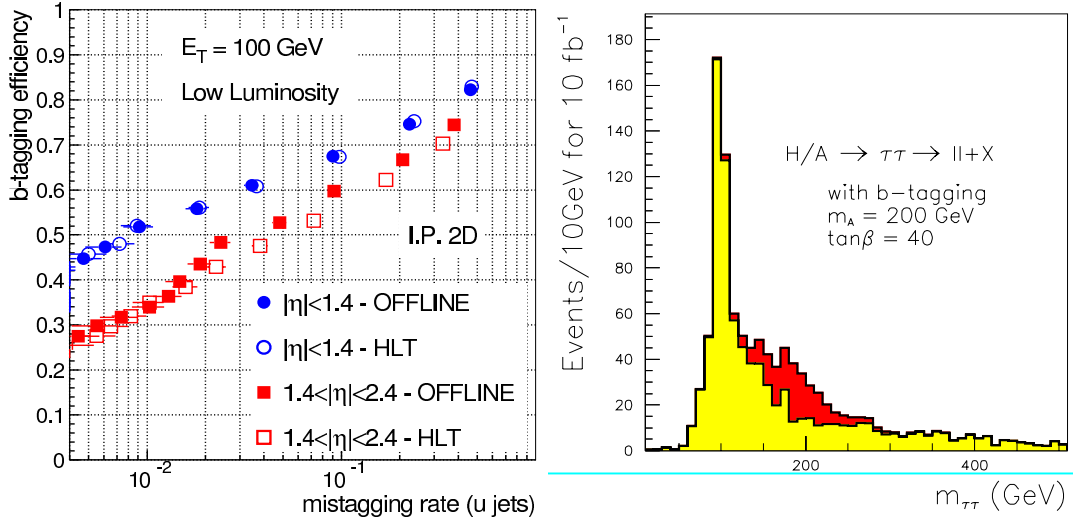 b-tagging efficiency
1
0.9
0.8
0.7
0.6
0.5
0.4
0.3
0.2
0.1
0
E_T = 100 GeV
Low Luminosity
I.P. 2D
|η|<1.4 - OFFLINE
|η|<1.4 - HLT
1.4<|η|<2.4 - OFFLINE
1.4<|η|<2.4 - HLT
10^-2
10^-1
mistagging rate (u jets)
Events/10GeV for 10 fb^-1
180
160
140
120
100
80
60
40
20
0
H/A → ττ → ll+X
with b-tagging
m_A = 200 GeV
tanβ = 40
200
400
m_ττ (GeV)